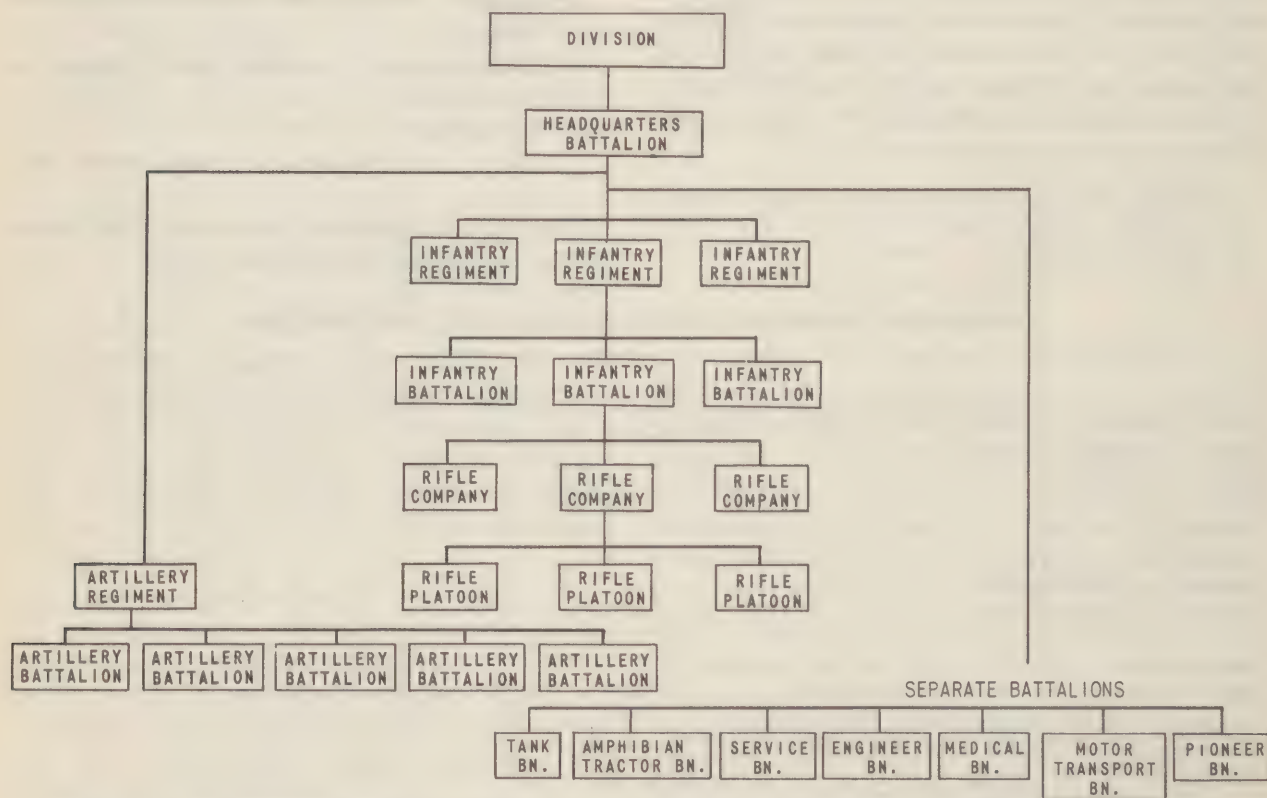 DIVISION
HEADQUARTERS
BATTALION
INFANTRY
REGIMENT
INFANTRY
REGIMENT
INFANTRY
REGIMENT
INFANTRY
BATTALION
INFANTRY
BATTALION
INFANTRY
BATTALION
RIFLE
COMPANY
RIFLE
COMPANY
RIFLE
COMPANY
ARTILLERY
REGIMENT
RIFLE
PLATOON
RIFLE
PLATOON
RIFLE
PLATOON
ARTILLERY
BATTALION
ARTILLERY
BATTALION
ARTILLERY
BATTALION
ARTILLERY
BATTALION
ARTILLERY
BATTALION
SEPARATE BATTALIONS
TANK
BN.
AMPHIBIAN
TRACTOR BN.
SERVICE
BN.
ENGINEER
BN.
MEDICAL
BN.
MOTOR
TRANSPORT
BN.
PIONEER
BN.